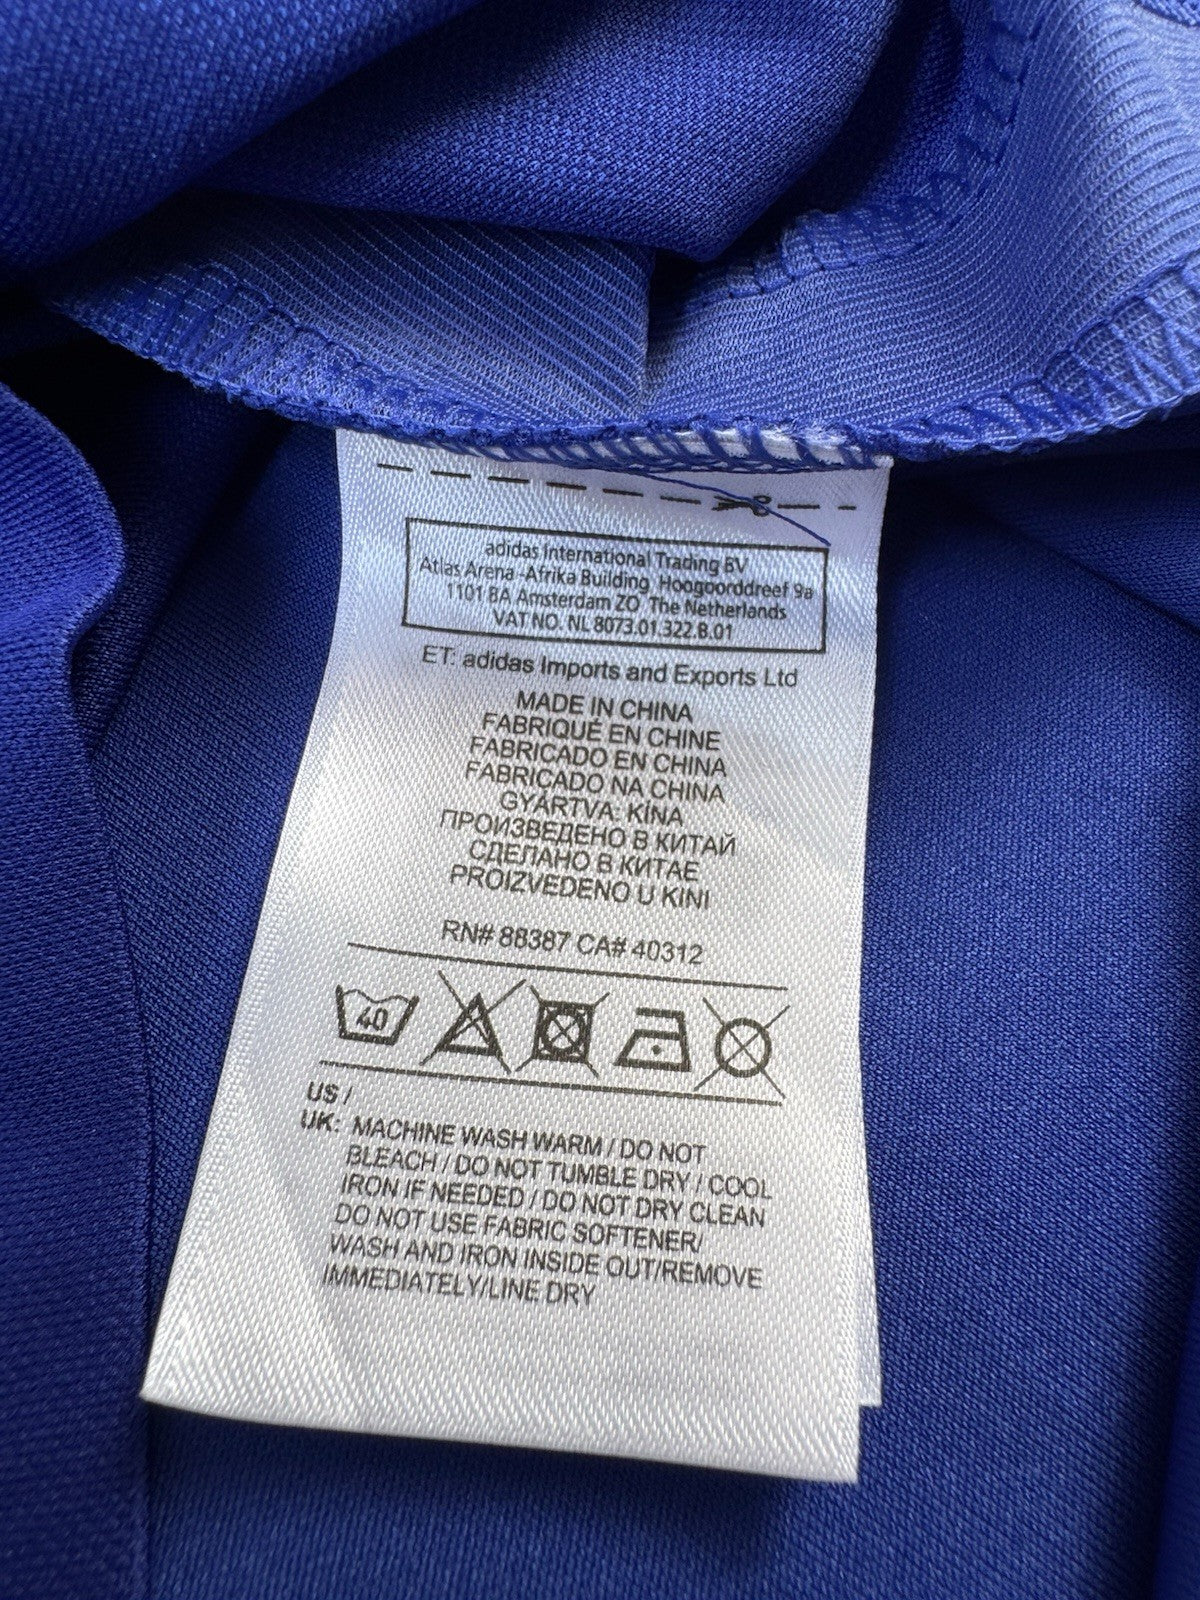 adidas International Trading BV
Atlas Arena -Afrika Building, Hoogoorddreef 9a
1101 BA Amsterdam ZO, The Netherlands
VAT NO. NL 8073.01.322.B.01
ET: adidas Imports and Exports Ltd
MADE IN CHINA
FABRIQUÉ EN CHINE
FABRICADO EN CHINA
FABRICADO NA CHINA
GYÁRTVA: KÍNA
ПРОИЗВЕДЕНО В КИТАЙ
СДЕЛАНО В КИТАЕ
PROIZVEDENO U KINI
RN# 88387 CA# 40312
40
US /
UK: MACHINE WASH WARM / DO NOT
BLEACH / DO NOT TUMBLE DRY / COOL
IRON IF NEEDED / DO NOT DRY CLEAN
DO NOT USE FABRIC SOFTENER/
WASH AND IRON INSIDE OUT/REMOVE
IMMEDIATELY/LINE DRY